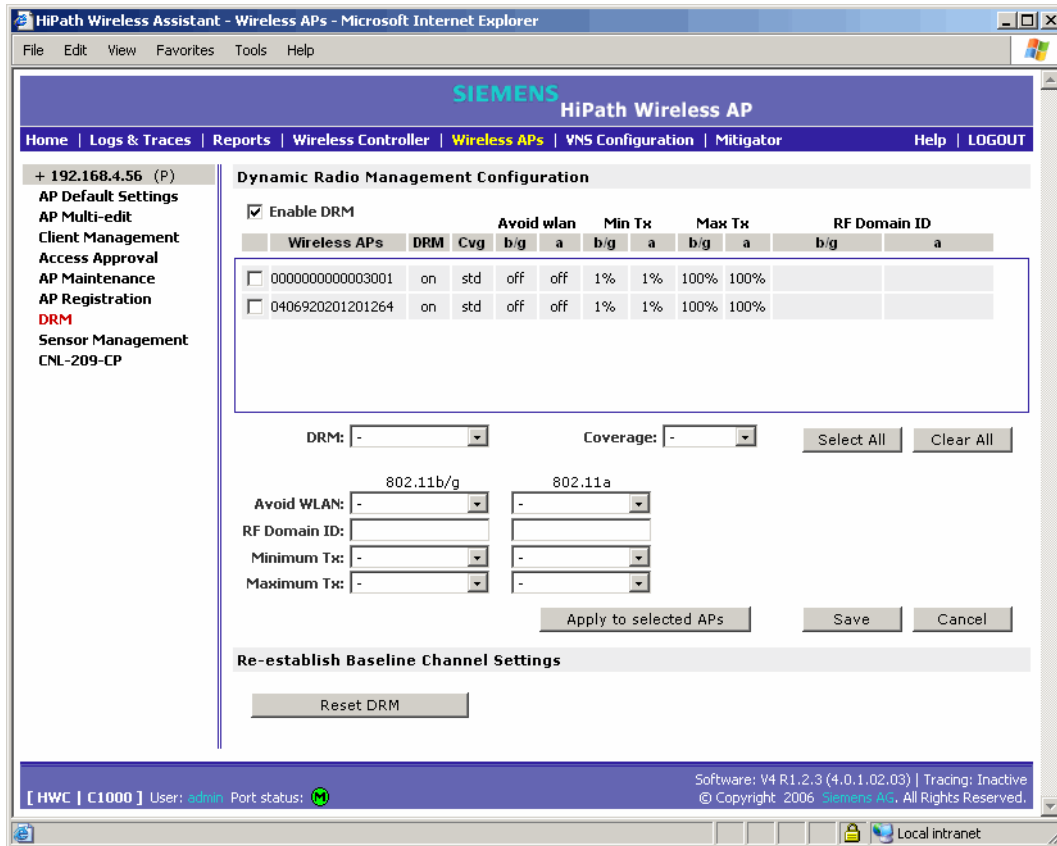 HiPath Wireless Assistant - Wireless APs - Microsoft Internet Explorer
File Edit View Favorites Tools Help
SIEMENS
HiPath Wireless AP
Home | Logs & Traces | Reports | Wireless Controller | Wireless APs | VNS Configuration | Mitigator Help | LOGOUT
+ 192.168.4.56 (P)
AP Default Settings
AP Multi-edit
Client Management
Access Approval
AP Maintenance
AP Registration
DRM
Sensor Management
CNL-209-CP
Dynamic Radio Management Configuration
Enable DRM
Avoid wlan Min Tx Max Tx RF Domain ID
Wireless APs DRM Cvg b/g a b/g a b/g a b/g a
0000000000003001 on std off off 1% 1% 100% 100%
0406920201201264 on std off off 1% 1% 100% 100%
DRM: - Coverage: - Select All Clear All
802.11b/g 802.11a
Avoid WLAN: - -
RF Domain ID:
Minimum Tx: - -
Maximum Tx: - -
Apply to selected APs Save Cancel
Re-establish Baseline Channel Settings
Reset DRM
Software: V4 R1.2.3 (4.0.1.02.03) | Tracing: Inactive
[ HWC | C1000 ] User: admin Port status: M © Copyright 2006 Siemens AG. All Rights Reserved.
Local intranet